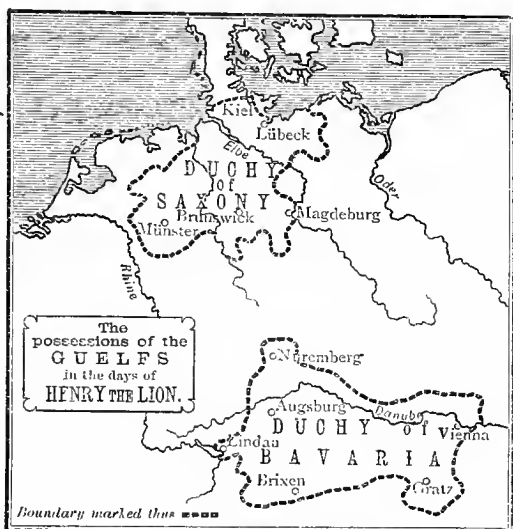 Kiel
Lübeck
Elbe
DUCHY
of
SAXONY
Brunswick
Magdeburg
Münster
Oder
Rhine
The
possessions of the
GUELFS
in the days of
HENRY THE LION.
Nuremberg
Augsburg
Danube
DUCHY of
Vienna
Lindau
BAVARIA
Brixen
Gratz
Boundary marked thus